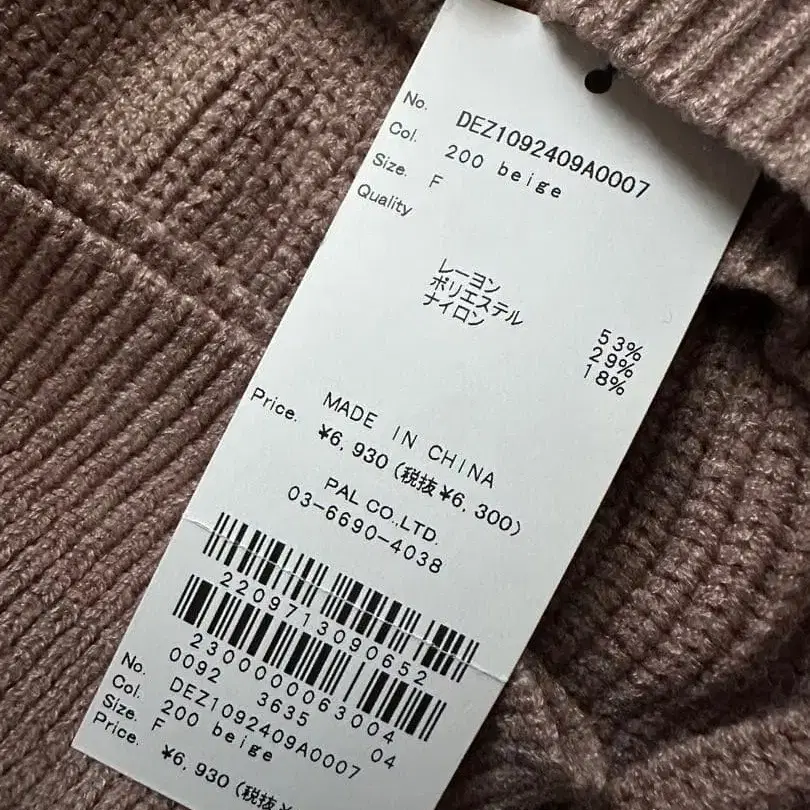 No. DEZ1092409A0007
Col. 200 beige
Size. F
Quality
レーヨン 53%
ポリエステル 29%
ナイロン 18%
MADE IN CHINA
Price. ¥6,930(税抜¥6,300)
PAL CO.,LTD.
03-6690-4038
2209713090652
2300000063004
0092 3635 04
No. DEZ1092409A0007
Col. 200 beige
Size. F
Price. ¥6,930(税抜¥